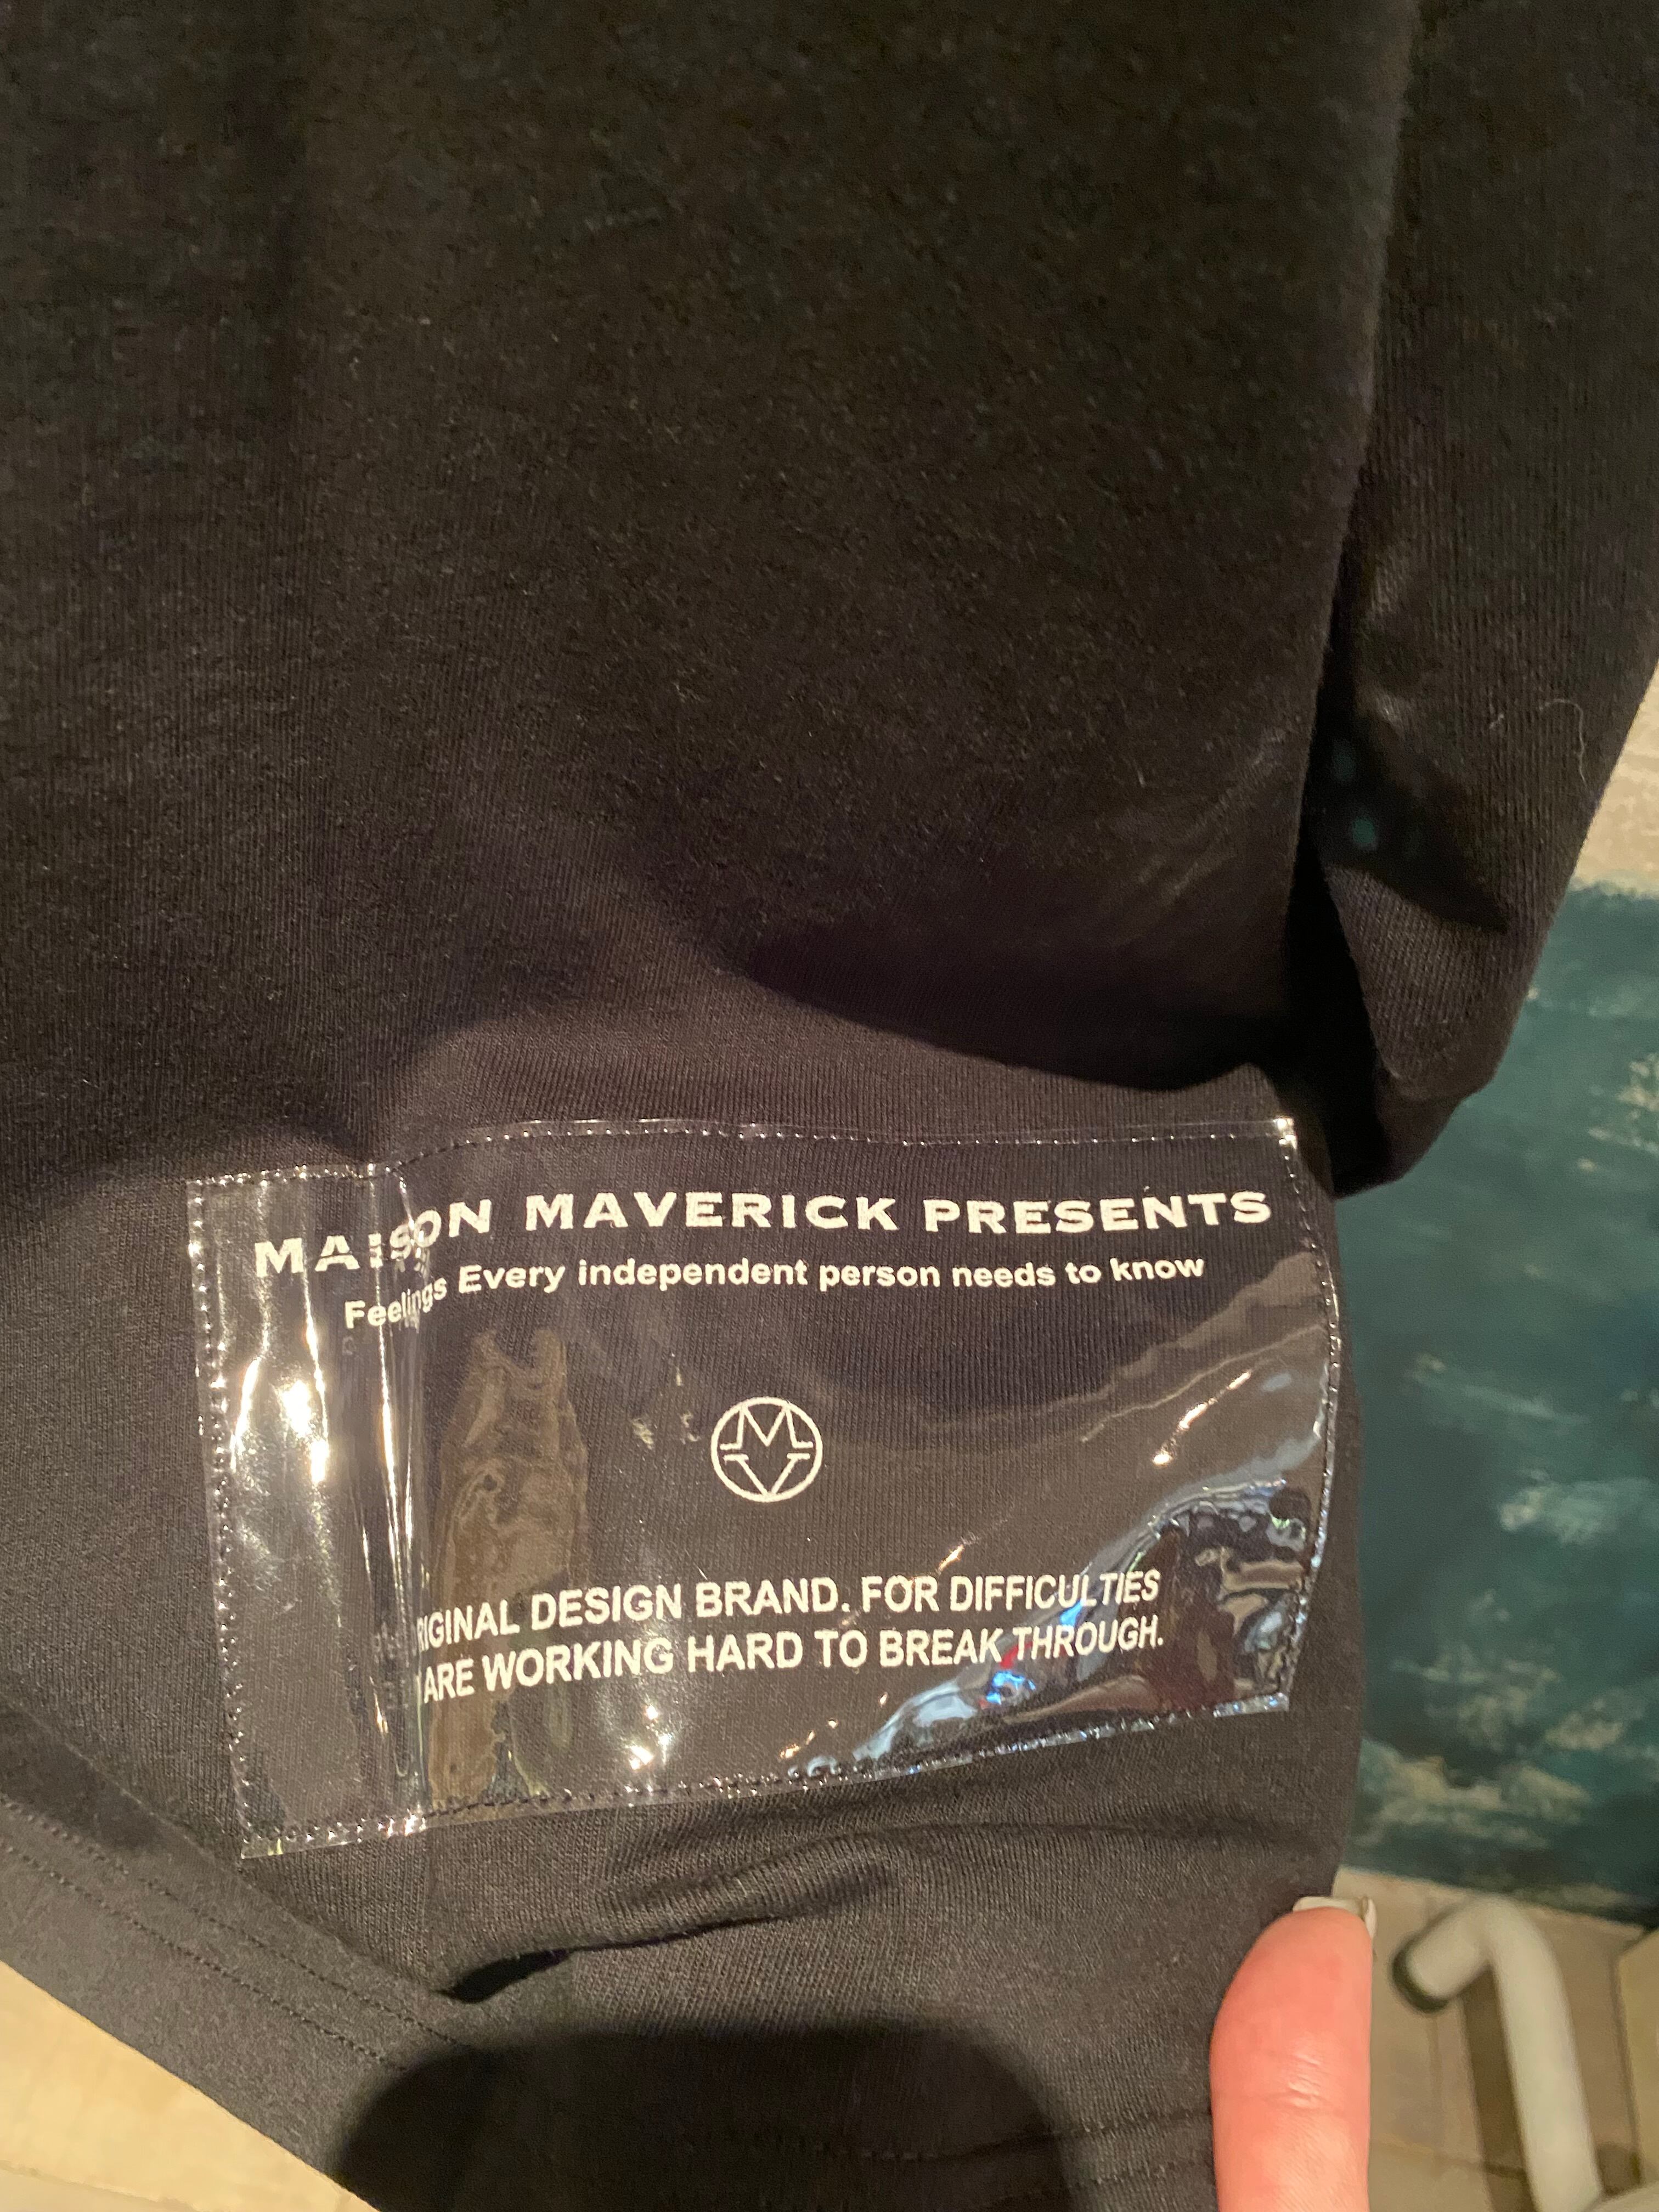 MAISON MAVERICK PRESENTS
Feelings Every independent person needs to know
MV
DESIGN BRAND. FOR DIFFICULTIES
ARE WORKING HARD TO BREAK THROUGH.